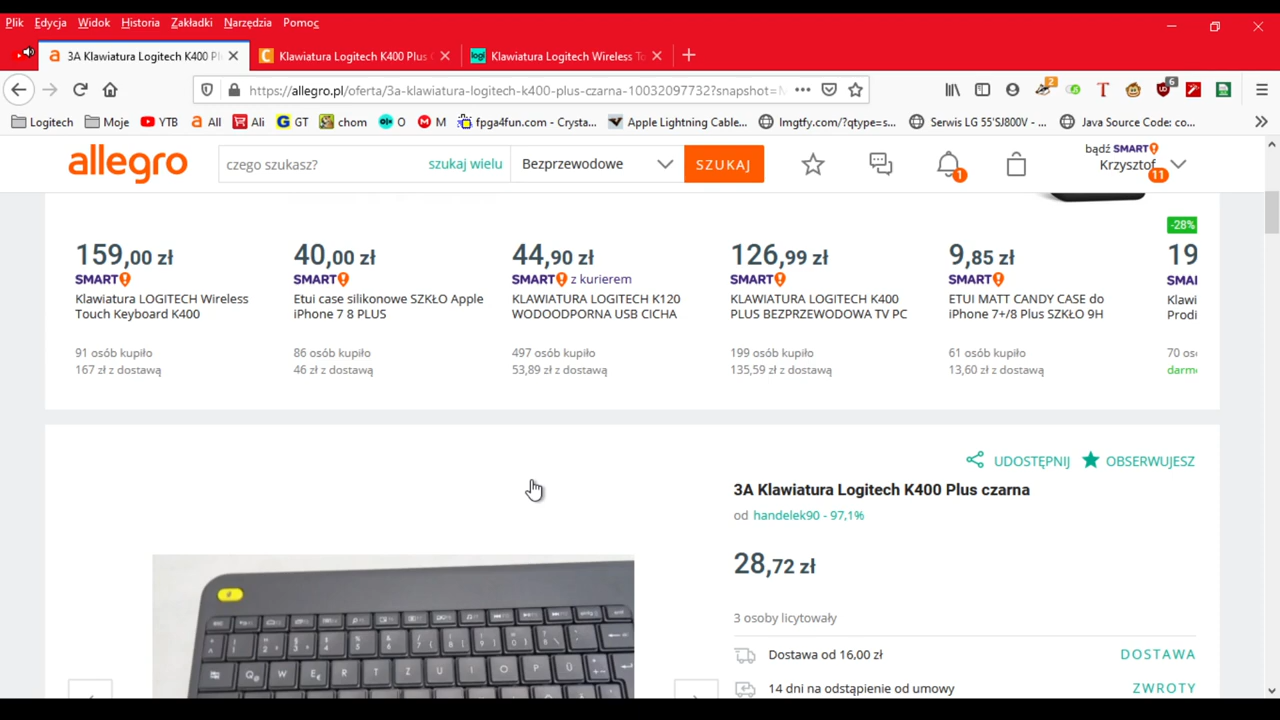 Plik Edycja Widok Historia Zakładki Narzędzia Pomoc
3A Klawiatura Logitech K400 Pl Klawiatura Logitech K400 Plus Klawiatura Logitech Wireless To
https://allegro.pl/oferta/3a-klawiatura-logitech-k400-plus-czarna-10032097732?snapshot= 2 6
Logitech Moje YTB All Ali GT chom O M fpga4fun.com - Crysta... Apple Lightning Cable... lmgtfy.com/?qtype=s... Serwis LG 55'SJ800V - ... Java Source Code: co...
allegro czego szukasz? szukaj wielu Bezprzewodowe SZUKAJ 1 bądź SMART!
Krzysztof 11
-28%
159,00 zł 40,00 zł 44,90 zł 126,99 zł 9,85 zł 19
SMART! SMART! SMART! z kurierem SMART! SMART! SMA
Klawiatura LOGITECH Wireless Etui case silikonowe SZKŁO Apple KLAWIATURA LOGITECH K120 KLAWIATURA LOGITECH K400 ETUI MATT CANDY CASE do Klawi
Touch Keyboard K400 iPhone 7 8 PLUS WODOODPORNA USB CICHA PLUS BEZPRZEWODOWA TV PC iPhone 7+/8 Plus SZKŁO 9H Prodi
91 osób kupiło 86 osób kupiło 497 osób kupiło 199 osób kupiło 61 osób kupiło 70 os
167 zł z dostawą 46 zł z dostawą 53,89 zł z dostawą 135,59 zł z dostawą 13,60 zł z dostawą darm
UDOSTĘPNIJ OBSERWUJESZ
3A Klawiatura Logitech K400 Plus czarna
od handelek90 - 97,1%
28,72 zł
3 osoby licytowały
Dostawa od 16,00 zł DOSTAWA
14 dni na odstąpienie od umowy ZWROTY